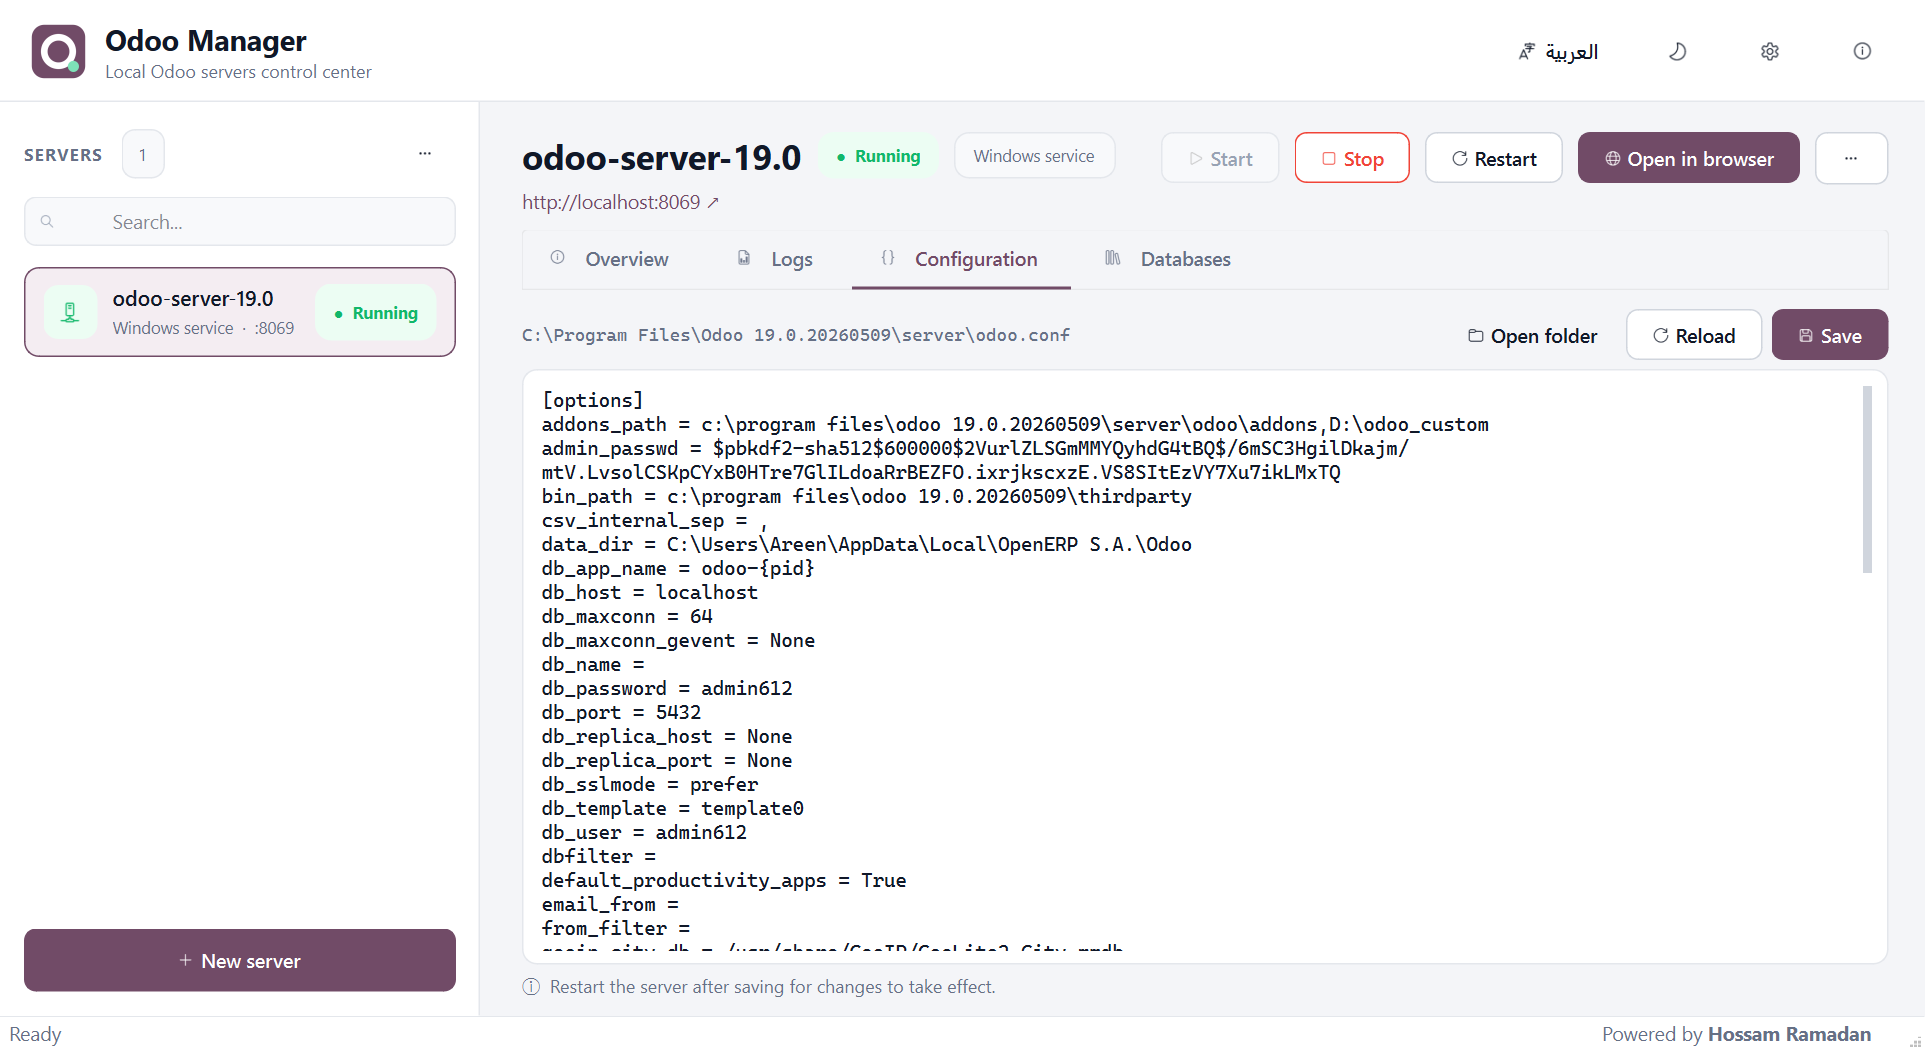 Odoo Manager
Local Odoo servers control center
العربية
SERVERS 1 ...
Search...
odoo-server-19.0
Windows service · :8069
• Running
+ New server
odoo-server-19.0 • Running Windows service Start Stop Restart Open in browser ...
http://localhost:8069 ↗
Overview Logs {} Configuration Databases
C:\Program Files\Odoo 19.0.20260509\server\odoo.conf Open folder Reload Save
[options]
addons_path = c:\program files\odoo 19.0.20260509\server\odoo\addons,D:\odoo_custom
admin_passwd = $pbkdf2-sha512$600000$2VurlZLSGmMMYQyhdG4tBQ$/6mSC3HgilDkajm/
mtV.LvsolCSKpCYxB0HTre7GlILdoaRrBEZFO.ixrjkscxzE.VS8SItEzVY7Xu7ikLMxTQ
bin_path = c:\program files\odoo 19.0.20260509\thirdparty
csv_internal_sep = ,
data_dir = C:\Users\Areen\AppData\Local\OpenERP S.A.\Odoo
db_app_name = odoo-{pid}
db_host = localhost
db_maxconn = 64
db_maxconn_gevent = None
db_name =
db_password = admin612
db_port = 5432
db_replica_host = None
db_replica_port = None
db_sslmode = prefer
db_template = template0
db_user = admin612
dbfilter =
default_productivity_apps = True
email_from =
from_filter =
geoip_city_db = /usr/share/GeoIP/GeoLite2-City.mmdb
Restart the server after saving for changes to take effect.
Ready
Powered by Hossam Ramadan